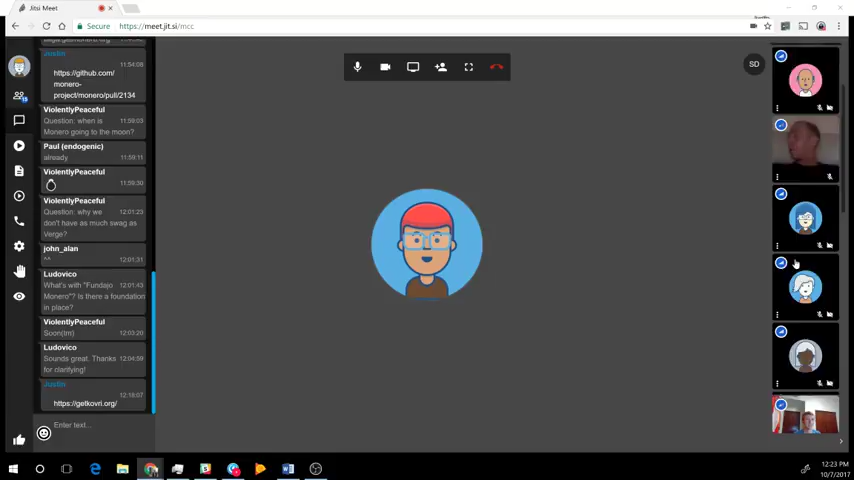 Jitsi Meet
Secure
https://meet.jit.si/mcc
Justin
11:54:08
https://github.com/
monero-
project/monero/pull/2134
ViolentlyPeaceful
Question: when is
Monero going to the moon?
11:59:03
Paul (endogenic)
already
11:59:11
ViolentlyPeaceful
11:59:30
ViolentlyPeaceful
Question: why we
12:01:23
don't have as much swag as
Verge?
john_alan
^^
12:01:31
Ludovico
What's with "Fundajo
12:01:43
Monero"? Is there a foundation
in place?
ViolentlyPeaceful
Soon(tm)
12:03:20
Ludovico
Sounds great. Thanks
12:04:59
for clarifying!
Justin
12:18:07
https://getkovri.org/
Enter text...
SD
12:23 PM
10/7/2017